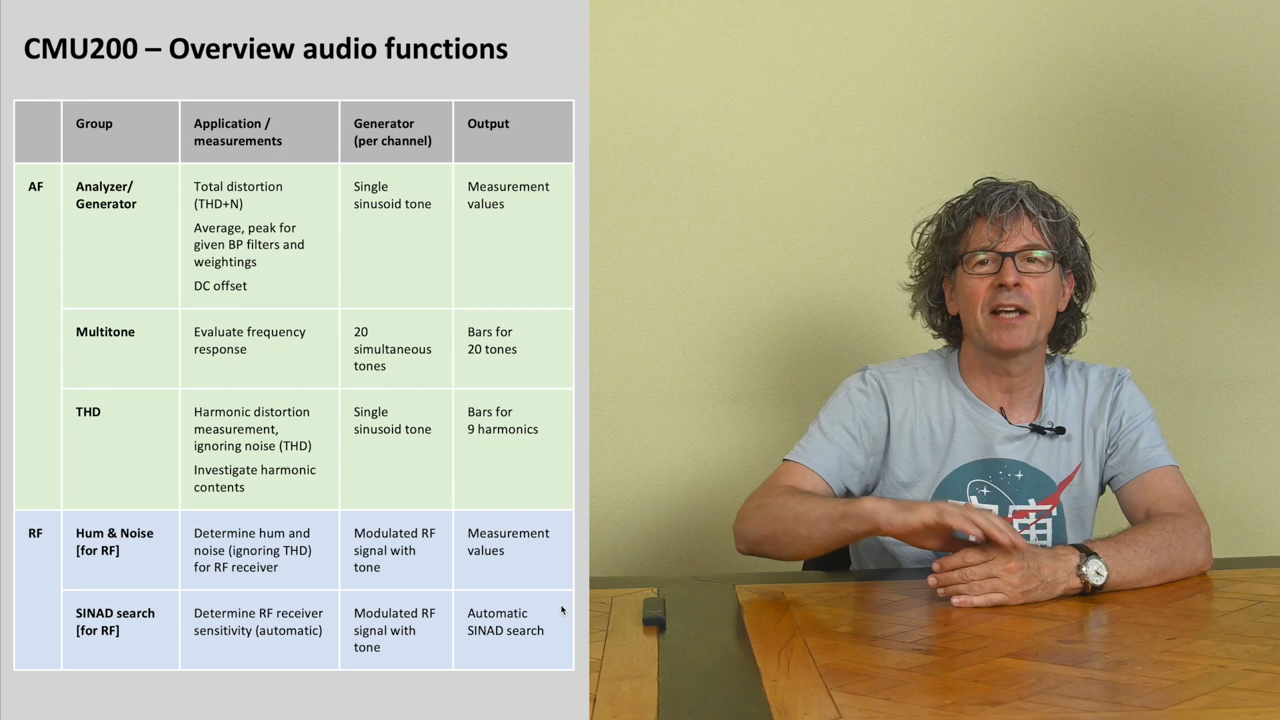 CMU200 – Overview audio functions
Group
Application /
measurements
Generator
(per channel)
Output
AF
Analyzer/
Generator
Total distortion
(THD+N)
Average, peak for
given BP filters and
weightings
DC offset
Single
sinusoid tone
Measurement
values
Multitone
Evaluate frequency
response
20
simultaneous
tones
Bars for
20 tones
THD
Harmonic distortion
measurement,
ignoring noise (THD)
Investigate harmonic
contents
Single
sinusoid tone
Bars for
9 harmonics
RF
Hum & Noise
[for RF]
Determine hum and
noise (ignoring THD)
for RF receiver
Modulated RF
signal with
tone
Measurement
values
SINAD search
[for RF]
Determine RF receiver
sensitivity (automatic)
Modulated RF
signal with
tone
Automatic
SINAD search